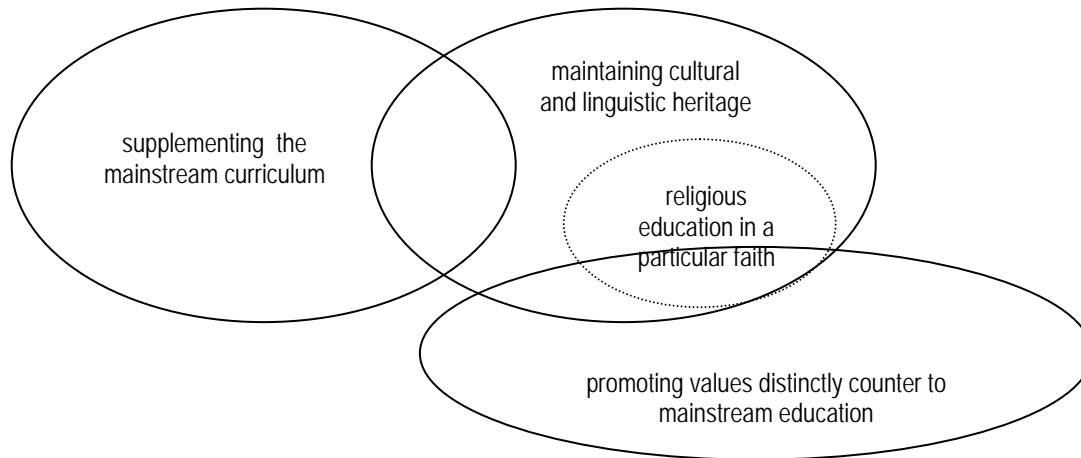 maintaining cultural
and linguistic heritage
supplementing the
mainstream curriculum
religious
education in a
particular faith
promoting values distinctly counter to
mainstream education